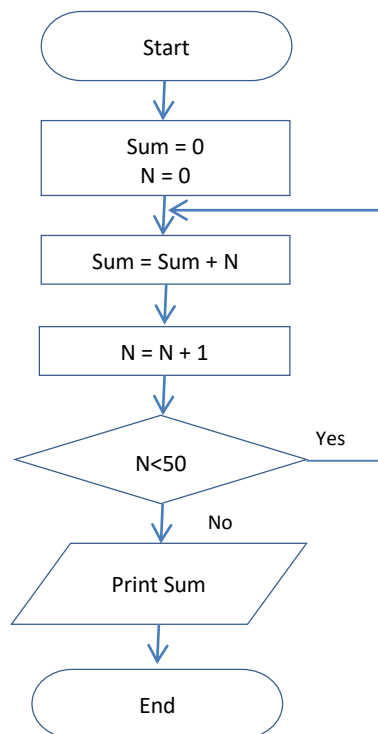 Start
Sum = 0
N = 0
Sum = Sum + N
N = N + 1
N<50
Yes
No
Print Sum
End